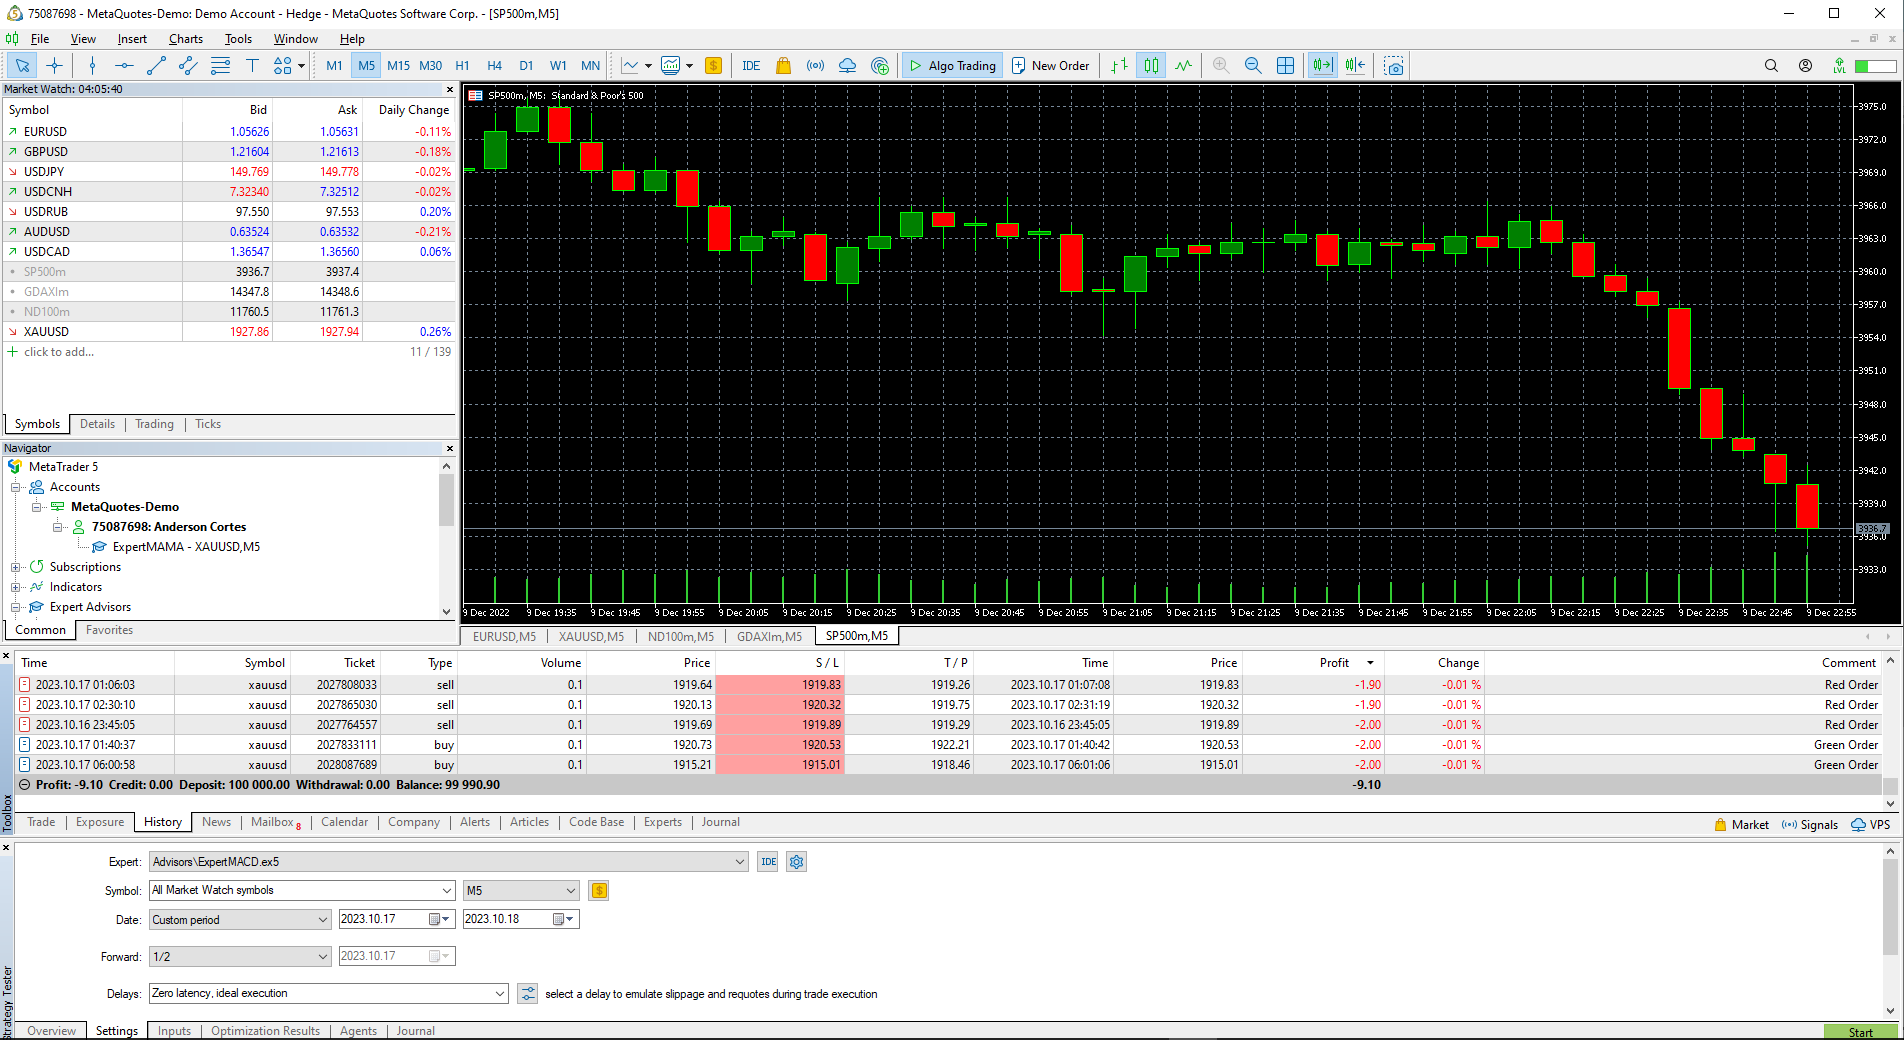 75087698 - MetaQuotes-Demo: Demo Account - Hedge - MetaQuotes Software Corp. - [SP500m,M5]
File View Insert Charts Tools Window Help
M1 M5 M15 M30 H1 H4 D1 W1 MN $ IDE Algo Trading New Order LVL
Market Watch: 04:05:40
Symbol Bid Ask Daily Change
EURUSD 1.05626 1.05631 -0.11%
GBPUSD 1.21604 1.21613 -0.18%
USDJPY 149.769 149.778 -0.02%
USDCNH 7.32340 7.32512 -0.02%
USDRUB 97.550 97.553 0.20%
AUDUSD 0.63524 0.63532 -0.21%
USDCAD 1.36547 1.36560 0.06%
SP500m 3936.7 3937.4
GDAXIm 14347.8 14348.6
ND100m 11760.5 11761.3
XAUUSD 1927.86 1927.94 0.26%
click to add... 11 / 139
Symbols Details Trading Ticks
Navigator
MetaTrader 5
Accounts
MetaQuotes-Demo
75087698: Anderson Cortes
ExpertMAMA - XAUUSD,M5
Subscriptions
Indicators
Expert Advisors
Common Favorites
SP500m, M5: Standard & Poor's 500
3975.0
3972.0
3969.0
3966.0
3963.0
3960.0
3957.0
3954.0
3951.0
3948.0
3945.0
3942.0
3939.0
3936.7
3936.0
3933.0
9 Dec 2022 9 Dec 19:35 9 Dec 19:45 9 Dec 19:55 9 Dec 20:05 9 Dec 20:15 9 Dec 20:25 9 Dec 20:35 9 Dec 20:45 9 Dec 20:55 9 Dec 21:05 9 Dec 21:15 9 Dec 21:25 9 Dec 21:35 9 Dec 21:45 9 Dec 21:55 9 Dec 22:05 9 Dec 22:15 9 Dec 22:25 9 Dec 22:35 9 Dec 22:45 9 Dec 22:55
EURUSD,M5 XAUUSD,M5 ND100m,M5 GDAXIm,M5 SP500m,M5
Time Symbol Ticket Type Volume Price S / L T / P Time Price Profit Change Comment
2023.10.17 01:06:03 xauusd 2027808033 sell 0.1 1919.64 1919.83 1919.26 2023.10.17 01:07:08 1919.83 -1.90 -0.01 % Red Order
2023.10.17 02:30:10 xauusd 2027865030 sell 0.1 1920.13 1920.32 1919.75 2023.10.17 02:31:19 1920.32 -1.90 -0.01 % Red Order
2023.10.16 23:45:05 xauusd 2027764557 sell 0.1 1919.69 1919.89 1919.29 2023.10.16 23:45:05 1919.89 -2.00 -0.01 % Red Order
2023.10.17 01:40:37 xauusd 2027833111 buy 0.1 1920.73 1920.53 1922.21 2023.10.17 01:40:42 1920.53 -2.00 -0.01 % Green Order
2023.10.17 06:00:58 xauusd 2028087689 buy 0.1 1915.21 1915.01 1918.46 2023.10.17 06:01:06 1915.01 -2.00 -0.01 % Green Order
Profit: -9.10 Credit: 0.00 Deposit: 100 000.00 Withdrawal: 0.00 Balance: 99 990.90 -9.10
Toolbox
Trade Exposure History News Mailbox 8 Calendar Company Alerts Articles Code Base Experts Journal Market Signals VPS
Expert: Advisors\ExpertMACD.ex5 IDE
Symbol: All Market Watch symbols M5 $
Date: Custom period 2023.10.17 2023.10.18
Forward: 1/2 2023.10.17
Delays: Zero latency, ideal execution select a delay to emulate slippage and requotes during trade execution
Strategy Tester
Overview Settings Inputs Optimization Results Agents Journal Start